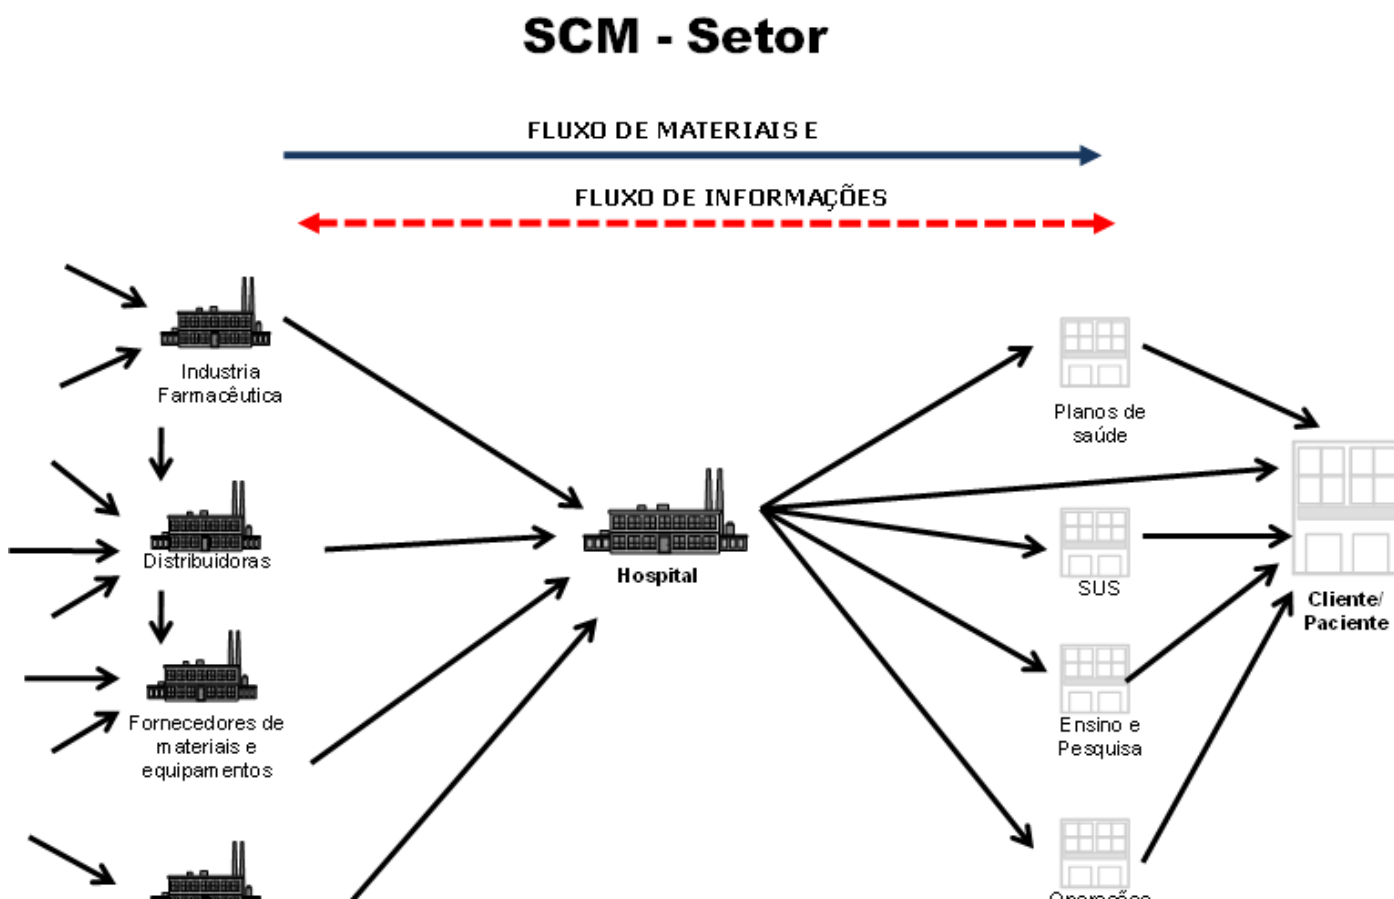 SCM - Setor
FLUXO DE MATERIAIS E
FLUXO DE INFORMAÇÕES
Industria
Farmacêutica
Distribuidoras
Fornecedores de
materiais e
equipamentos
Hospital
Planos de
saúde
SUS
Ensino e
Pesquisa
Operações
Cliente/
Paciente